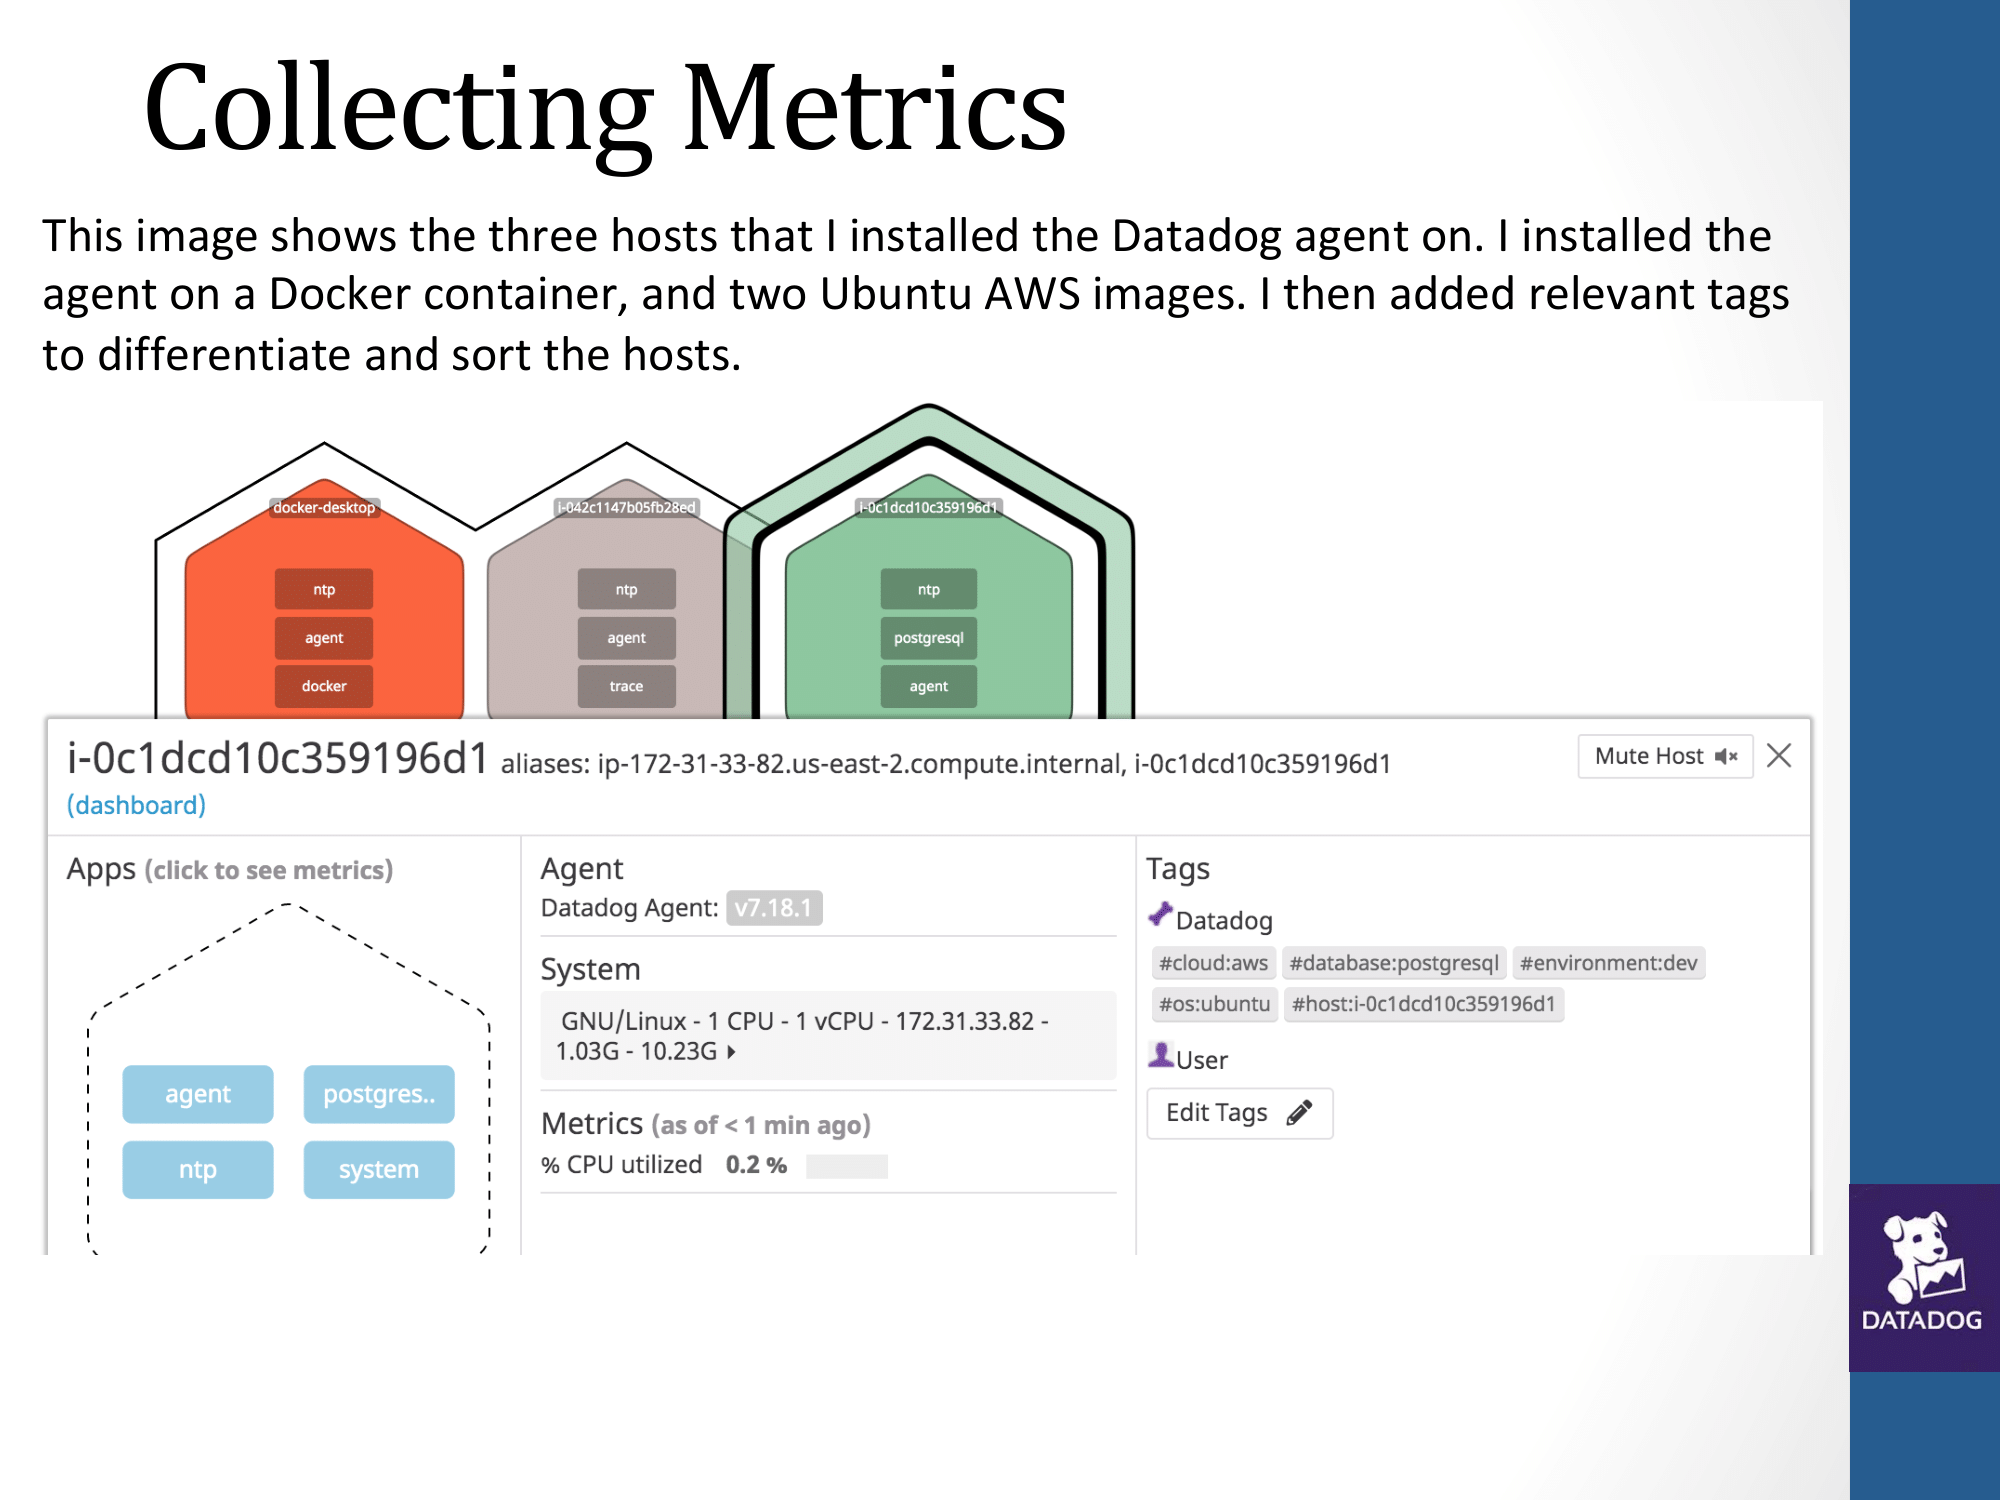 Collecting Metrics
This image shows the three hosts that I installed the Datadog agent on. I installed the
agent on a Docker container, and two Ubuntu AWS images. I then added relevant tags
to differentiate and sort the hosts.
docker-desktop
ntp
agent
docker
i-042c1147b05fb28ed
ntp
agent
trace
i-0c1dcd10c359196d1
ntp
postgresql
agent
i-0c1dcd10c359196d1 aliases: ip-172-31-33-82.us-east-2.compute.internal, i-0c1dcd10c359196d1
(dashboard)
Mute Host
Apps (click to see metrics)
agent
postgres..
ntp
system
Agent
Datadog Agent: v7.18.1
System
GNU/Linux - 1 CPU - 1 vCPU - 172.31.33.82 -
1.03G - 10.23G
Metrics (as of < 1 min ago)
% CPU utilized 0.2 %
Tags
Datadog
#cloud:aws #database:postgresql #environment:dev
#os:ubuntu #host:i-0c1dcd10c359196d1
User
Edit Tags
DATADOG